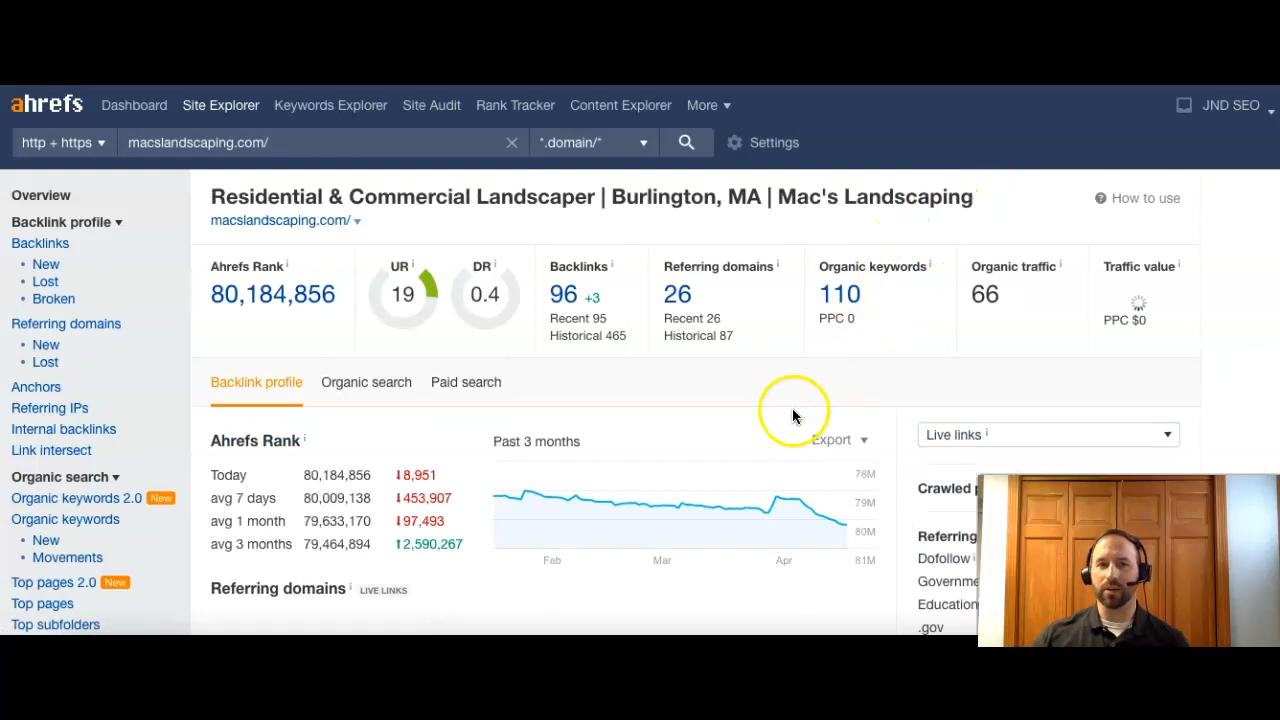 ahrefs Dashboard Site Explorer Keywords Explorer Site Audit Rank Tracker Content Explorer More JND SEO
http + https macslandscaping.com/ *.domain/* Settings
Overview
Backlink profile
Backlinks
New
Lost
Broken
Referring domains
New
Lost
Anchors
Referring IPs
Internal backlinks
Link intersect
Organic search
Organic keywords 2.0 New
Organic keywords
New
Movements
Top pages 2.0 New
Top pages
Top subfolders
Residential & Commercial Landscaper | Burlington, MA | Mac's Landscaping
How to use
macslandscaping.com/
Ahrefs Rank
80,184,856
UR
19
DR
0.4
Backlinks
96 +3
Recent 95
Historical 465
Referring domains
26
Recent 26
Historical 87
Organic keywords
110
PPC 0
Organic traffic
66
Traffic value
PPC $0
Backlink profile Organic search Paid search
Ahrefs Rank
Today 80,184,856 8,951
avg 7 days 80,009,138 453,907
avg 1 month 79,633,170 97,493
avg 3 months 79,464,894 2,590,267
Past 3 months
Export
78M
79M
80M
81M
Feb Mar Apr
Referring domains LIVE LINKS
Live links
Crawled
Referring
Dofollow
Governme
Education
.gov